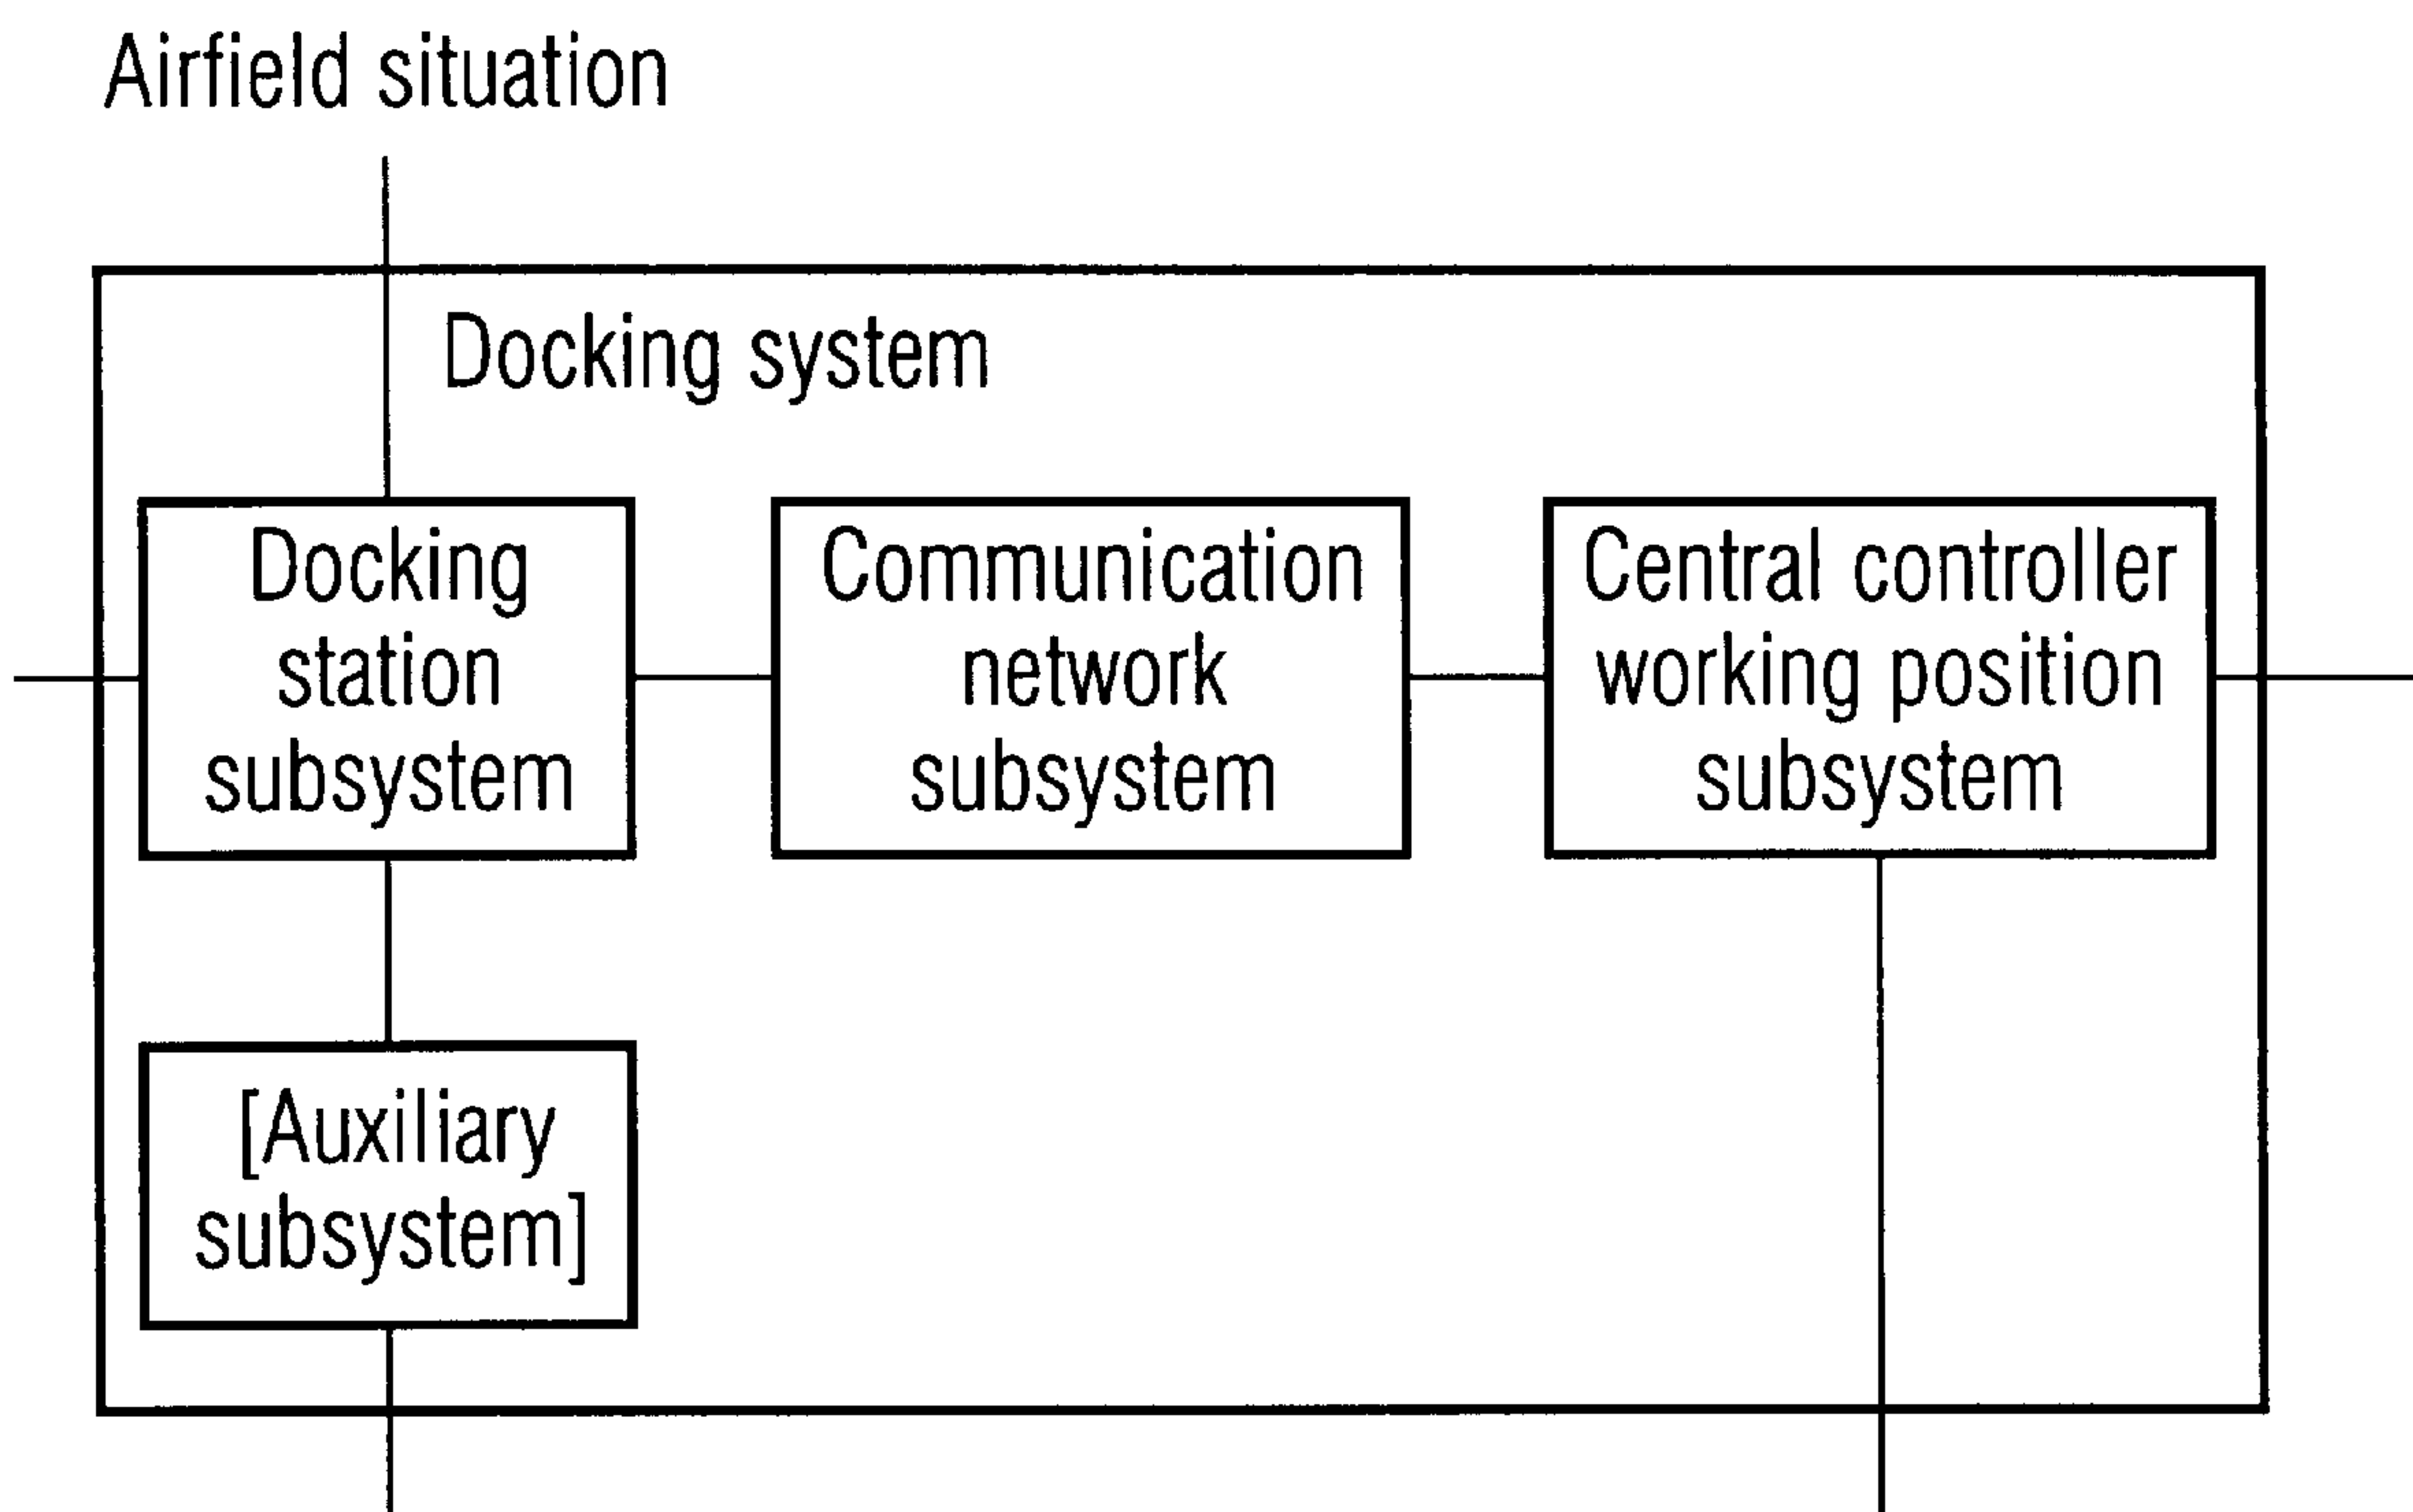 Airfield situation
Docking system
Docking
station
subsystem
Communication
network
subsystem
Central controller
working position
subsystem
[Auxiliary
subsystem]